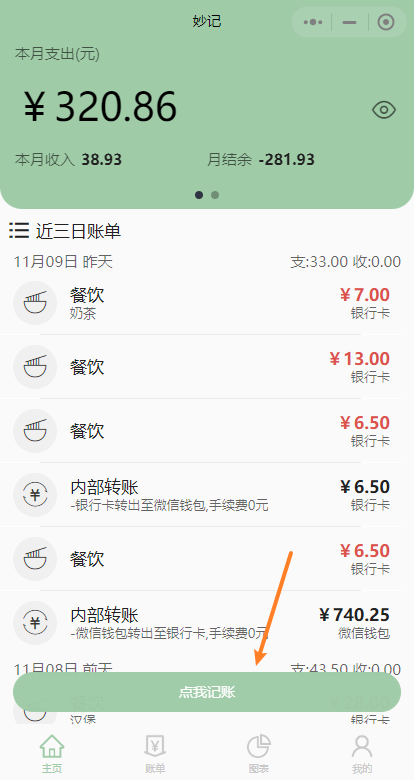 妙记
本月支出(元)
¥ 320.86
本月收入 38.93 月结余 -281.93
近三日账单
11月09日 昨天 支:33.00 收:0.00
餐饮 ¥7.00
奶茶 银行卡
餐饮 ¥13.00
银行卡
餐饮 ¥6.50
银行卡
内部转账 ¥6.50
-银行卡转出至微信钱包,手续费0元 银行卡
餐饮 ¥6.50
银行卡
内部转账 ¥740.25
-微信钱包转出至银行卡,手续费0元 微信钱包
11月08日 前天 支:43.50 收:0.00
点我记账
汉堡 银行卡
主页 账单 图表 我的